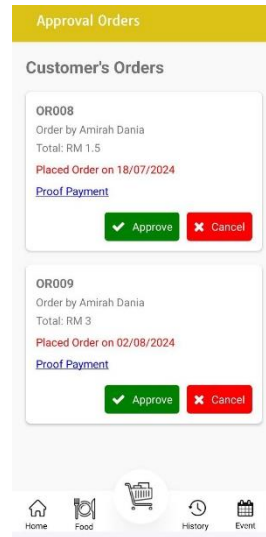 Approval Orders
Customer's Orders
OR008
Order by Amirah Dania
Total: RM 1.5
Placed Order on 18/07/2024
Proof Payment
Approve Cancel
OR009
Order by Amirah Dania
Total: RM 3
Placed Order on 02/08/2024
Proof Payment
Approve Cancel
Home Food History Event